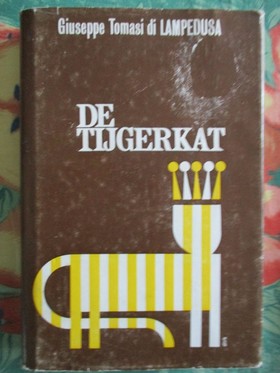 Giuseppe Tomasi di LAMPEDUSA
DE
TIJGERKAT